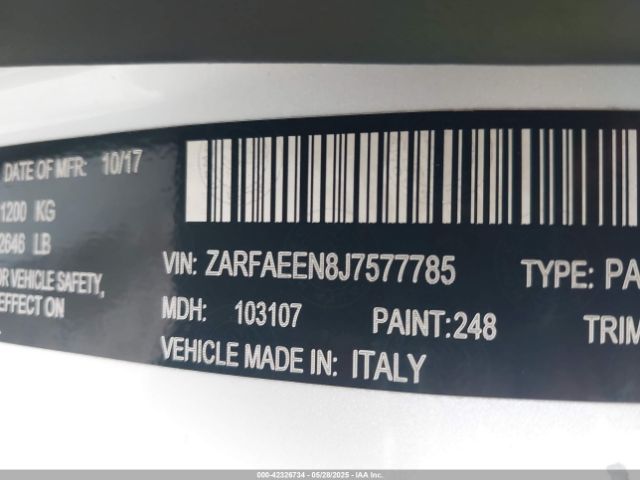 DATE OF MFR: 10/17
1200 KG
2646 LB
VEHICLE SAFETY,
EFFECT ON
VIN: ZARFAEEN8J7577785
TYPE: PA
MDH: 103107 PAINT:248 TRIM
VEHICLE MADE IN: ITALY
000-42326734 - 05/28/2025 - IAA Inc.